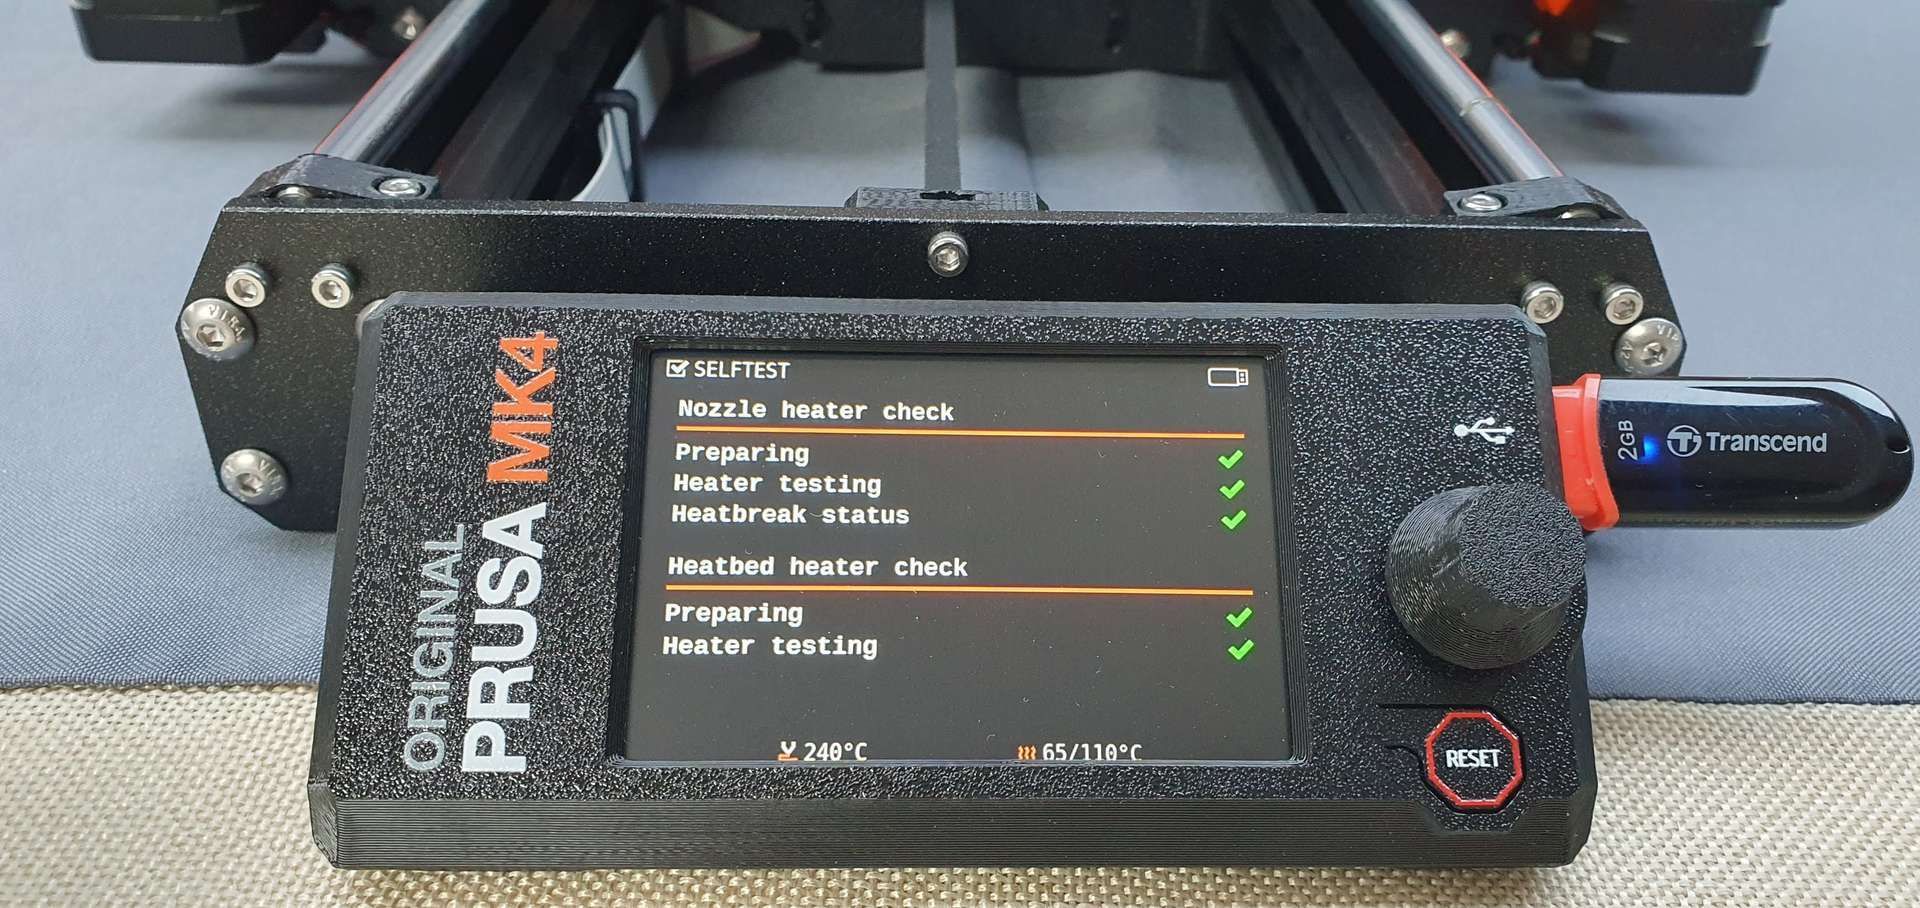 ORIGINAL
PRUSA MK4
SELFTEST
Nozzle heater check
Preparing
Heater testing
Heatbreak status
Heatbed heater check
Preparing
Heater testing
240°C
65/110°C
2GB
Transcend
RESET